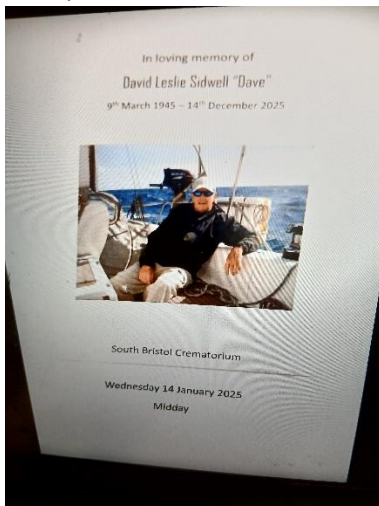 In loving memory of
David Leslie Sidwell "Dave"
9th March 1945 – 14th December 2025
South Bristol Crematorium
Wednesday 14 January 2025
Midday